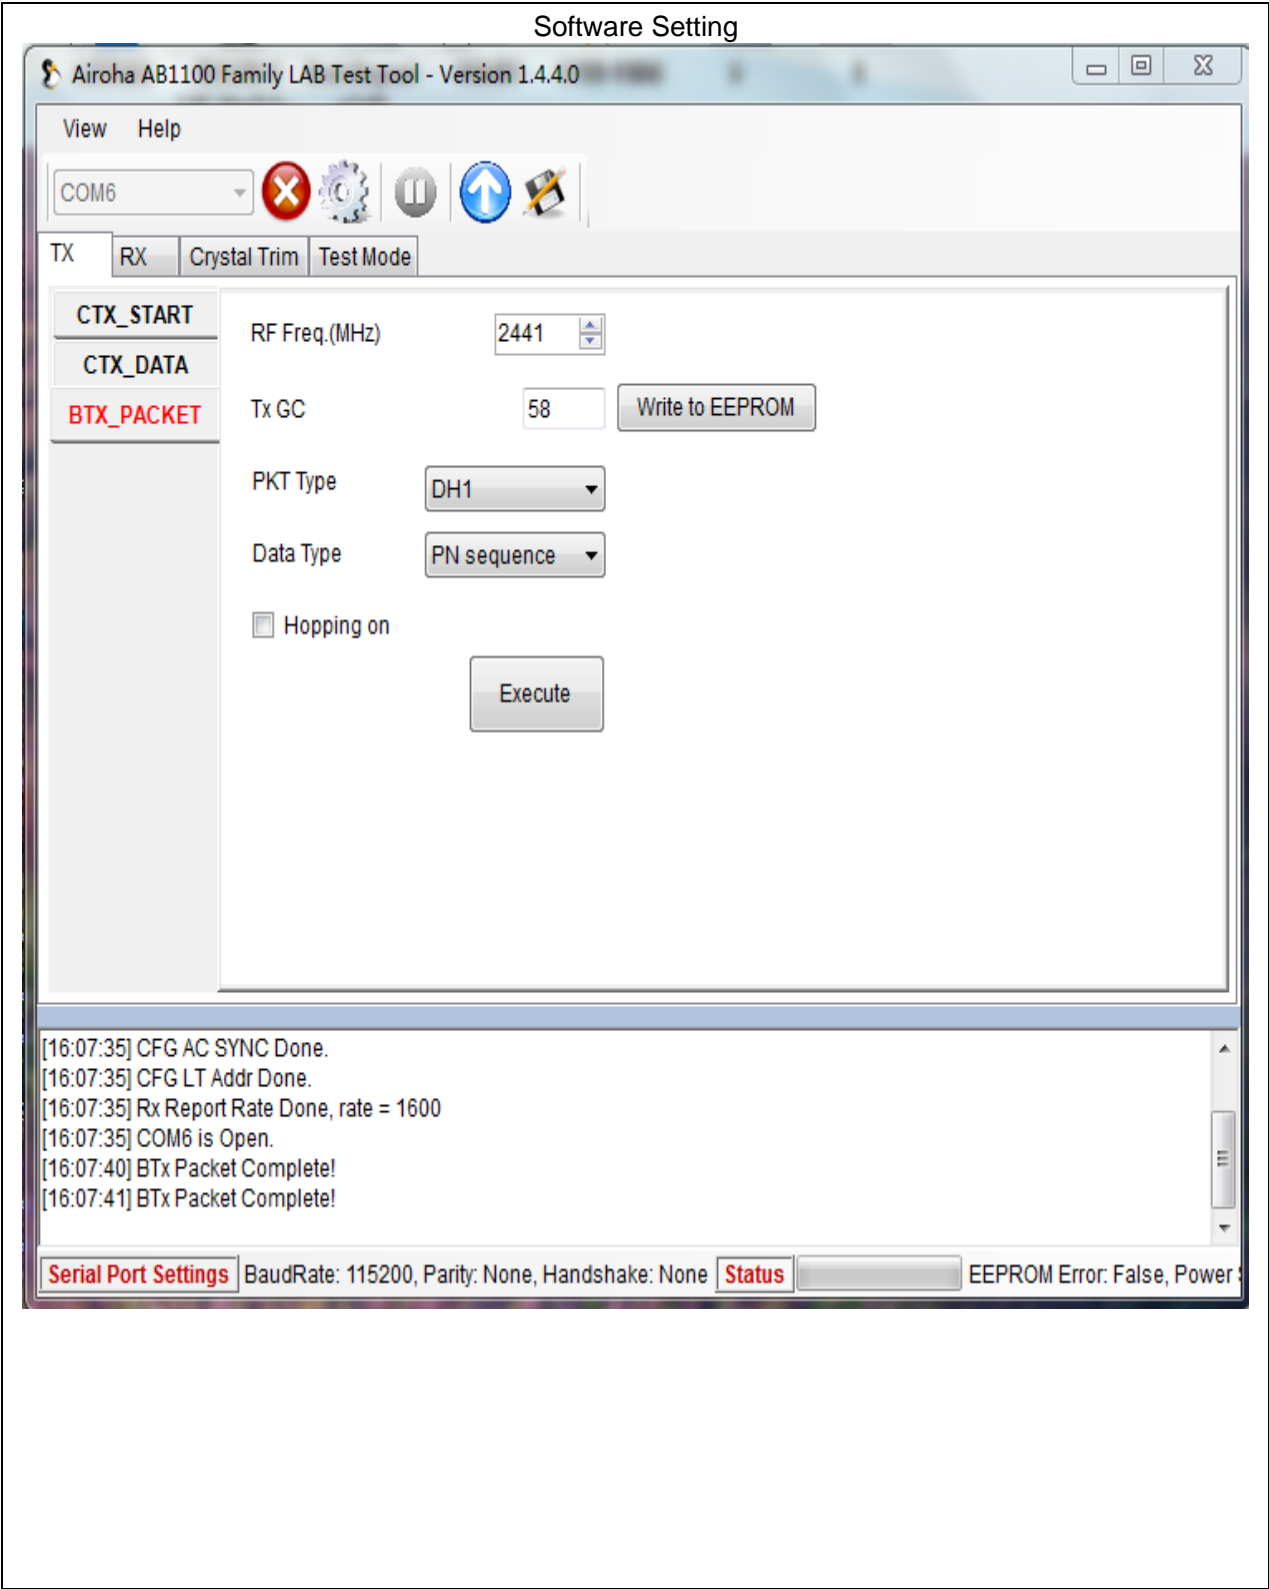 Software Setting
Airoha AB1100 Family LAB Test Tool - Version 1.4.4.0
View Help
COM6
TX RX Crystal Trim Test Mode
CTX_START
CTX_DATA
BTX_PACKET
RF Freq.(MHz) 2441
Tx GC 58 Write to EEPROM
PKT Type DH1
Data Type PN sequence
Hopping on
Execute
[16:07:35] CFG AC SYNC Done.
[16:07:35] CFG LT Addr Done.
[16:07:35] Rx Report Rate Done, rate = 1600
[16:07:35] COM6 is Open.
[16:07:40] BTx Packet Complete!
[16:07:41] BTx Packet Complete!
Serial Port Settings BaudRate: 115200, Parity: None, Handshake: None Status EEPROM Error: False, Power